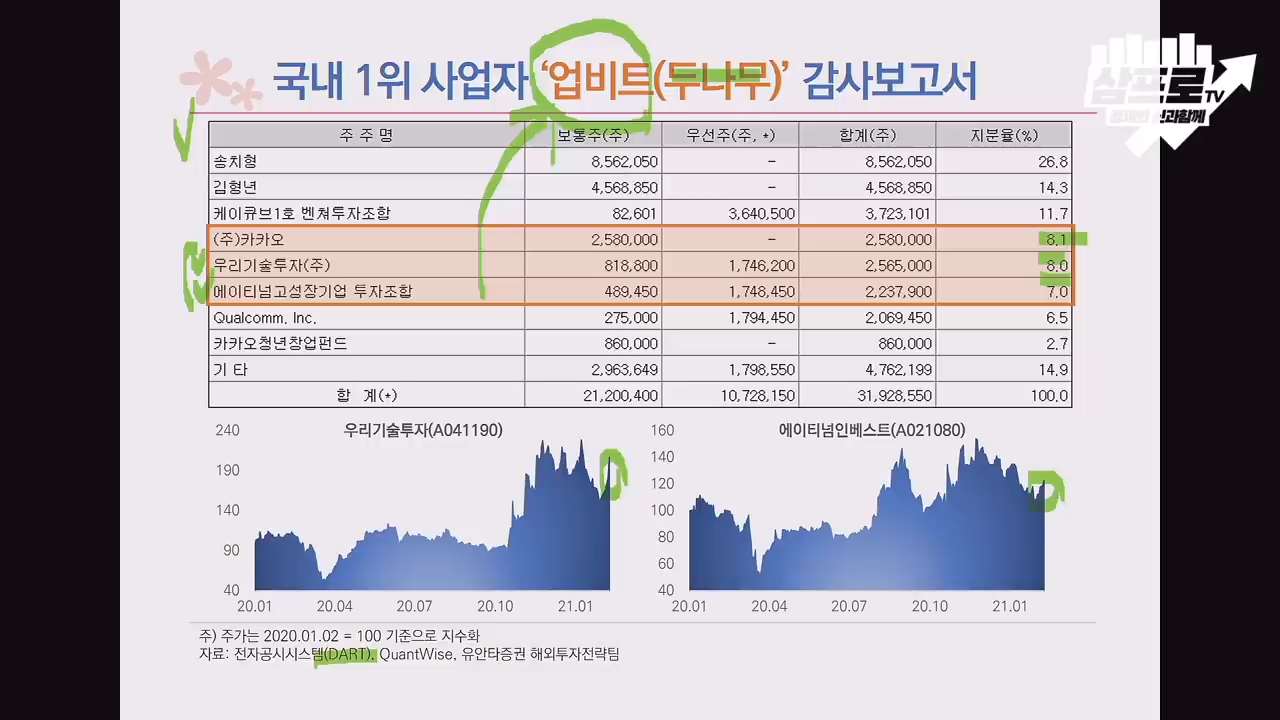 국내 1위 사업자 '업비트(두나무)' 감사보고서
삼프로TV
경제의 신과함께
주 주 명 보통주(주) 우선주(주, *) 합계(주) 지분율(%)
송치형 8,562,050 - 8,562,050 26.8
김형년 4,568,850 - 4,568,850 14.3
케이큐브1호 벤쳐투자조합 82,601 3,640,500 3,723,101 11.7
(주)카카오 2,580,000 - 2,580,000 8.1
우리기술투자(주) 818,800 1,746,200 2,565,000 8.0
에이티넘고성장기업 투자조합 489,450 1,748,450 2,237,900 7.0
Qualcomm, Inc. 275,000 1,794,450 2,069,450 6.5
카카오청년창업펀드 860,000 - 860,000 2.7
기 타 2,963,649 1,798,550 4,762,199 14.9
합 계(*) 21,200,400 10,728,150 31,928,550 100.0
우리기술투자(A041190)
240
190
140
90
40
20.01 20.04 20.07 20.10 21.01
에이티넘인베스트(A021080)
160
140
120
100
80
60
40
20.01 20.04 20.07 20.10 21.01
주) 주가는 2020.01.02 = 100 기준으로 지수화
자료: 전자공시시스템(DART), QuantWise, 유안타증권 해외투자전략팀